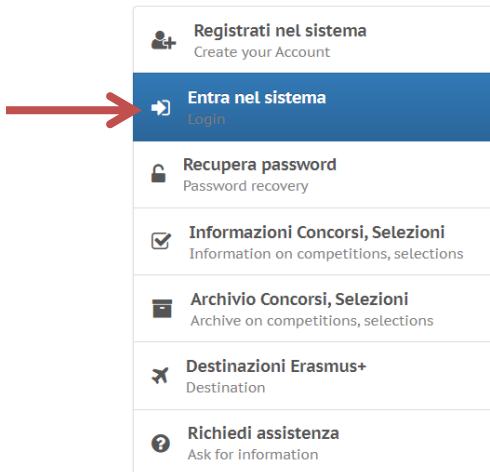 Registrati nel sistema
Create your Account
Entra nel sistema
Login
Recupera password
Password recovery
Informazioni Concorsi, Selezioni
Information on competitions, selections
Archivio Concorsi, Selezioni
Archive on competitions, selections
Destinazioni Erasmus+
Destination
Richiedi assistenza
Ask for information